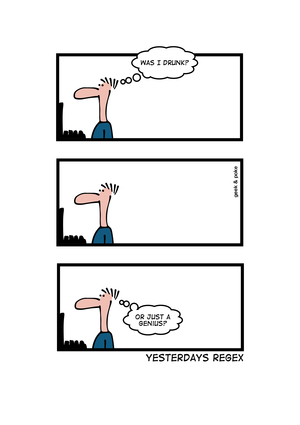 WAS I DRUNK?
geek & poke
OR JUST A
GENIUS?
YESTERDAYS REGEX